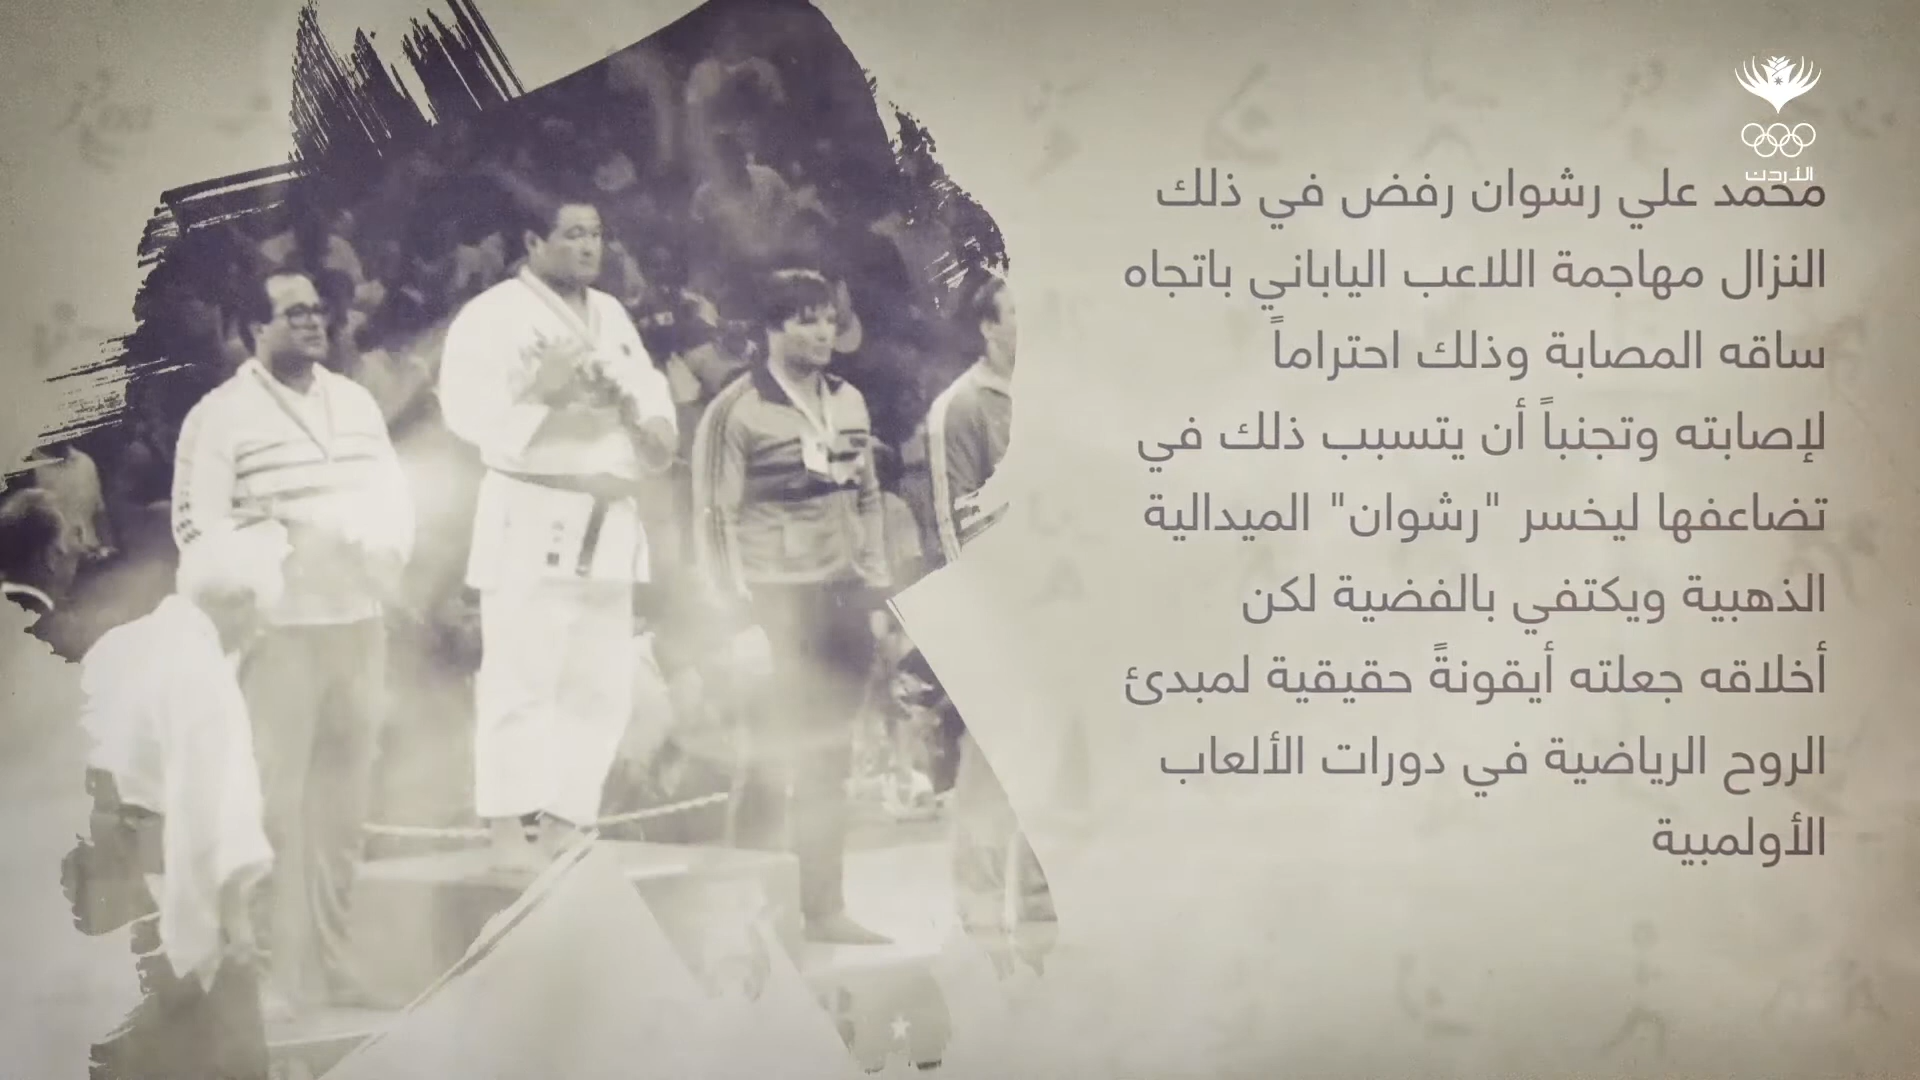 الأردن
محمد علي رشوان رفض في ذلك
النزال مهاجمة اللاعب الياباني باتجاه
ساقه المصابة وذلك احتراماً
لإصابته وتجنباً أن يتسبب ذلك في
تضاعفها ليخسر "رشوان" الميدالية
الذهبية ويكتفي بالفضية لكن
أخلاقه جعلته أيقونةً حقيقية لمبدئ
الروح الرياضية في دورات الألعاب
الأولمبية